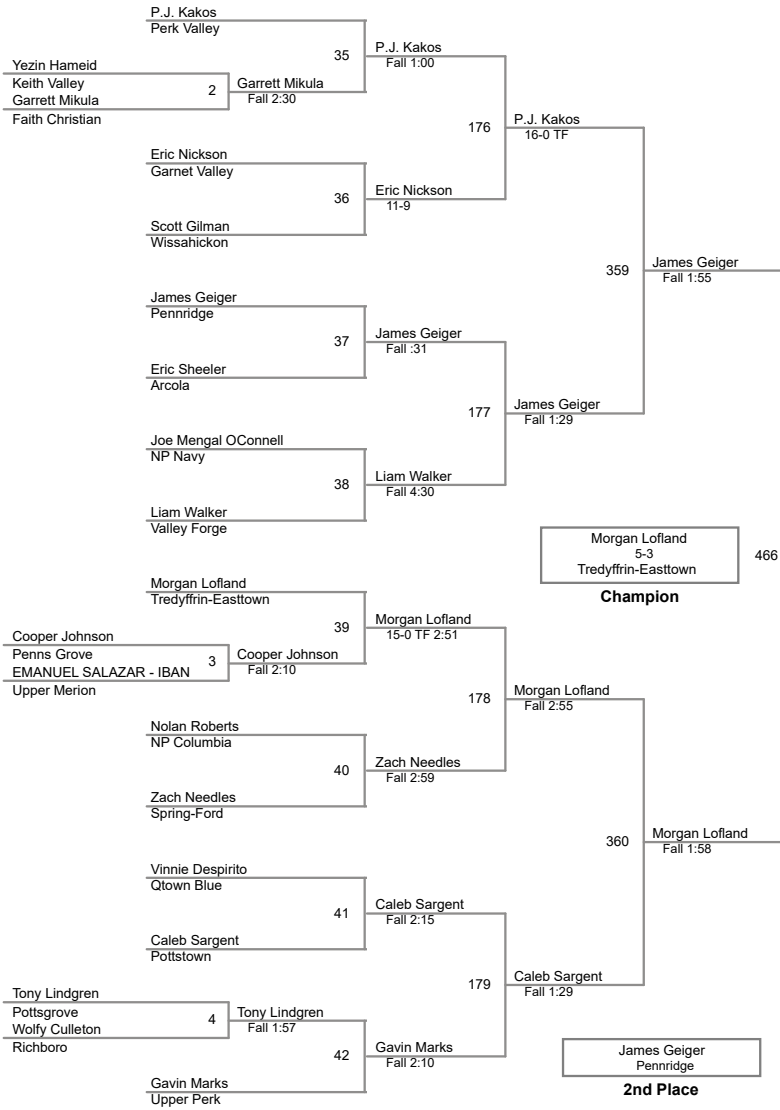 P.J. Kakos
Perk Valley
35
P.J. Kakos
Fall 1:00
Yezin Hameid
Keith Valley
2
Garrett Mikula
Fall 2:30
Garrett Mikula
Faith Christian
176
P.J. Kakos
16-0 TF
Eric Nickson
Garnet Valley
36
Eric Nickson
11-9
Scott Gilman
Wissahickon
359
James Geiger
Fall 1:55
James Geiger
Pennridge
37
James Geiger
Fall :31
Eric Sheeler
Arcola
177
James Geiger
Fall 1:29
Joe Mengal OConnell
NP Navy
38
Liam Walker
Fall 4:30
Liam Walker
Valley Forge
Morgan Lofland
5-3
Tredyffrin-Easttown
466
Champion
Morgan Lofland
Tredyffrin-Easttown
39
Morgan Lofland
15-0 TF 2:51
Cooper Johnson
Penns Grove
3
Cooper Johnson
Fall 2:10
EMANUEL SALAZAR - IBAN
Upper Merion
178
Morgan Lofland
Fall 2:55
Nolan Roberts
NP Columbia
40
Zach Needles
Fall 2:59
Zach Needles
Spring-Ford
360
Morgan Lofland
Fall 1:58
Vinnie Despirito
Qtown Blue
41
Caleb Sargent
Fall 2:15
Caleb Sargent
Pottstown
179
Caleb Sargent
Fall 1:29
Tony Lindgren
Pottsgrove
4
Tony Lindgren
Fall 1:57
Wolfy Culleton
Richboro
42
Gavin Marks
Fall 2:10
Gavin Marks
Upper Perk
James Geiger
Pennridge
2nd Place